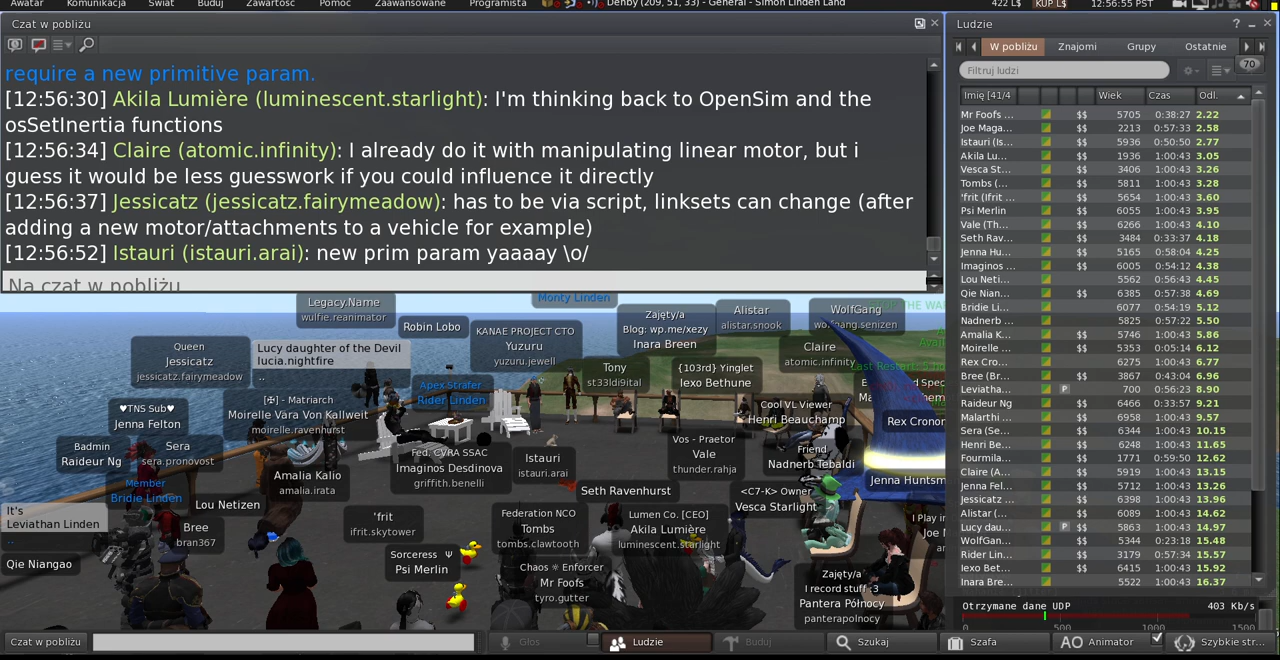 Awatar Komunikacja Świat Buduj Zawartość Pomoc Zaawansowane Programista Denby (209, 51, 33) - General - Simon Linden Land 422 L$ KUP L$ 12:56:55 PST
Czat w pobliżu
require a new primitive param.
[12:56:30] Akila Lumière (luminescent.starlight): I'm thinking back to OpenSim and the
osSetInertia functions
[12:56:34] Claire (atomic.infinity): I already do it with manipulating linear motor, but i
guess it would be less guesswork if you could influence it directly
[12:56:37] Jessicatz (jessicatz.fairymeadow): has to be via script, linksets can change (after
adding a new motor/attachments to a vehicle for example)
[12:56:52] Istauri (istauri.arai): new prim param yaaaay \o/
Na czat w pobliżu
Legacy.Name
wulfie.reanimator
Robin Lobo
Monty Linden
KANAE PROJECT CTO
Yuzuru
yuzuru.jewell
Zajęty/a
Blog: wp.me/xezy
Inara Breen
Alistar
alistar.snook
WolfGang
wolfgang.senizen
Queen
Jessicatz
jessicatz.fairymeadow
Lucy daughter of the Devil
lucia.nightfire
..
Apex Strafer
Rider Linden
Tony
st33ldi9ital
{103rd} Yinglet
Iexo Bethune
Claire
atomic.infinity
♥TNS Sub♥
Jenna Felton
[✠] - Matriarch
Moirelle Vara Von Kallweit
moirelle.ravenhurst
Cool VL Viewer
Henri Beauchamp
Rex Cronon
Badmin
Raideur Ng
Sera
sera.pronovost
Fed. CYRA SSAC
Imaginos Desdinova
griffith.benelli
Istauri
istauri.arai
Vos - Praetor
Vale
thunder.rahja
Friend
Nadnerb Tebaldi
Member
Bridie Linden
Amalia Kalio
amalia.irata
Seth Ravenhurst
<C7-K> Owner
Vesca Starlight
Jenna Huntsm
It's
Leviathan Linden
..
Lou Netizen
Bree
bran367
'frit
ifrit.skytower
Federation NCO
Tombs
tombs.clawtooth
Lumen Co. [CEO]
Akila Lumière
luminescent.starlight
I Play i
Joe
Qie Niangao
Sorceress Ψ
Psi Merlin
Chaos ☼ Enforcer
Mr Foofs
tyro.gutter
Zajęty/a
I record stuff :3
Pantera Północy
panterapolnocy
Ludzie
W pobliżu Znajomi Grupy Ostatnie
Filtruj ludzi 70
Imię [41/4 Wiek Czas Odl.
Mr Foofs ... $$ 5705 0:38:27 2.22
Joe Maga... $$ 2213 0:57:33 2.58
Istauri (Is... $$ 5936 0:50:50 2.77
Akila Lu... $$ 1936 1:00:43 3.05
Vesca St... $$ 3406 1:00:43 3.26
Tombs (... $$ 5811 1:00:43 3.28
'frit (Ifrit ... $$ 5654 1:00:43 3.60
Psi Merlin $$ 6055 1:00:43 3.95
Vale (Th... $$ 6266 1:00:43 4.10
Seth Rav... $$ 3484 0:33:37 4.18
Jenna Hu... $$ 5165 0:58:04 4.25
Imaginos ... $$ 6005 0:54:12 4.38
Lou Neti... 5562 0:56:43 4.45
Qie Nian... $$ 6385 0:57:38 4.69
Bridie Li... 6077 0:54:19 5.12
Nadnerb ... 5825 0:57:22 5.50
Amalia K... $$ 5746 1:00:43 5.86
Moirelle ... $$ 5353 0:05:14 6.12
Rex Cro... 6275 1:00:43 6.77
Bree (Br... $$ 3867 0:43:04 6.96
Leviatha... P 700 0:56:23 8.90
Raideur Ng $$ 6466 0:33:57 9.21
Malarthi ... $$ 6958 1:00:43 9.57
Sera (Se... $$ 6344 1:00:43 10.15
Henri Be... $$ 6248 1:00:43 11.65
Fourmila... $$ 1771 0:59:50 12.62
Claire (A... $$ 5919 1:00:43 13.15
Jenna Fel... $$ 5712 1:00:43 13.26
Jessicatz ... $$ 6398 1:00:43 13.96
Alistar (... $$ 6089 1:00:43 14.62
Lucy dau... P $$ 5863 1:00:43 14.97
WolfGan... $$ 5344 0:23:18 15.48
Rider Lin... $$ 3179 0:57:34 15.57
Iexo Bet... $$ 6415 1:00:43 15.92
Inara Bre... 5522 1:00:43 16.37
Otrzymane dane UDP 403 Kb/s
0 500 1000 1500
Czat w pobliżu Głos Ludzie Buduj Szukaj Szafa AO Animator Szybkie str...